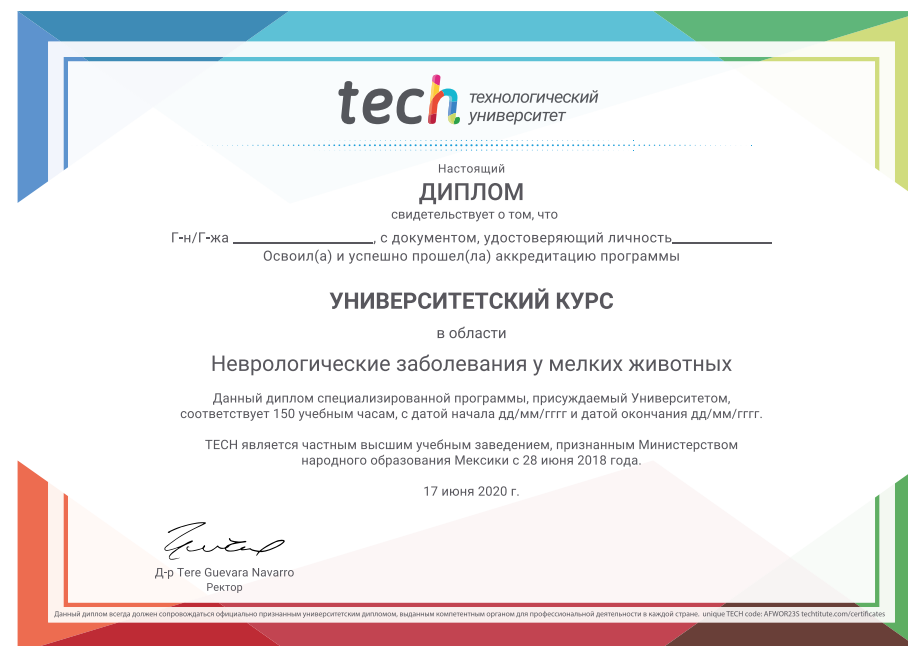 tech технологический университет
Настоящий
ДИПЛОМ
свидетельствует о том, что
Г-н/Г-жа ________________, с документом, удостоверяющий личность____________
Освоил(а) и успешно прошел(ла) аккредитацию программы
УНИВЕРСИТЕТСКИЙ КУРС
в области
Неврологические заболевания у мелких животных
Данный диплом специализированной программы, присуждаемый Университетом,
соответствует 150 учебным часам, с датой начала дд/мм/гггг и датой окончания дд/мм/гггг.
TECH является частным высшим учебным заведением, признанным Министерством
народного образования Мексики с 28 июня 2018 года.
17 июня 2020 г.
Д-р Tere Guevara Navarro
Ректор
Данный диплом всегда должен сопровождаться официально признанным университетским дипломом, выданным компетентным органом для профессиональной деятельности в каждой стране. unique TECH code: AFWOR235 techtitute.com/certificates